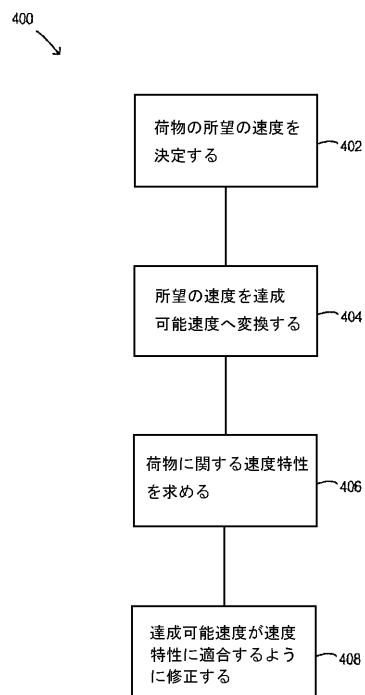 400
荷物の所望の速度を
決定する
402
所望の速度を達成
可能速度へ変換する
404
荷物に関する速度特性
を求める
406
達成可能速度が速度
特性に適合するよう
に修正する
408